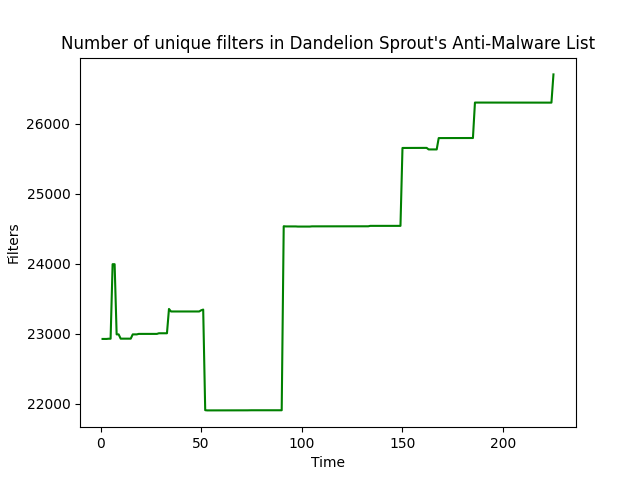 Number of unique filters in Dandelion Sprout's Anti-Malware List
26000
25000
24000
23000
22000
Filters
0 50 100 150 200
Time